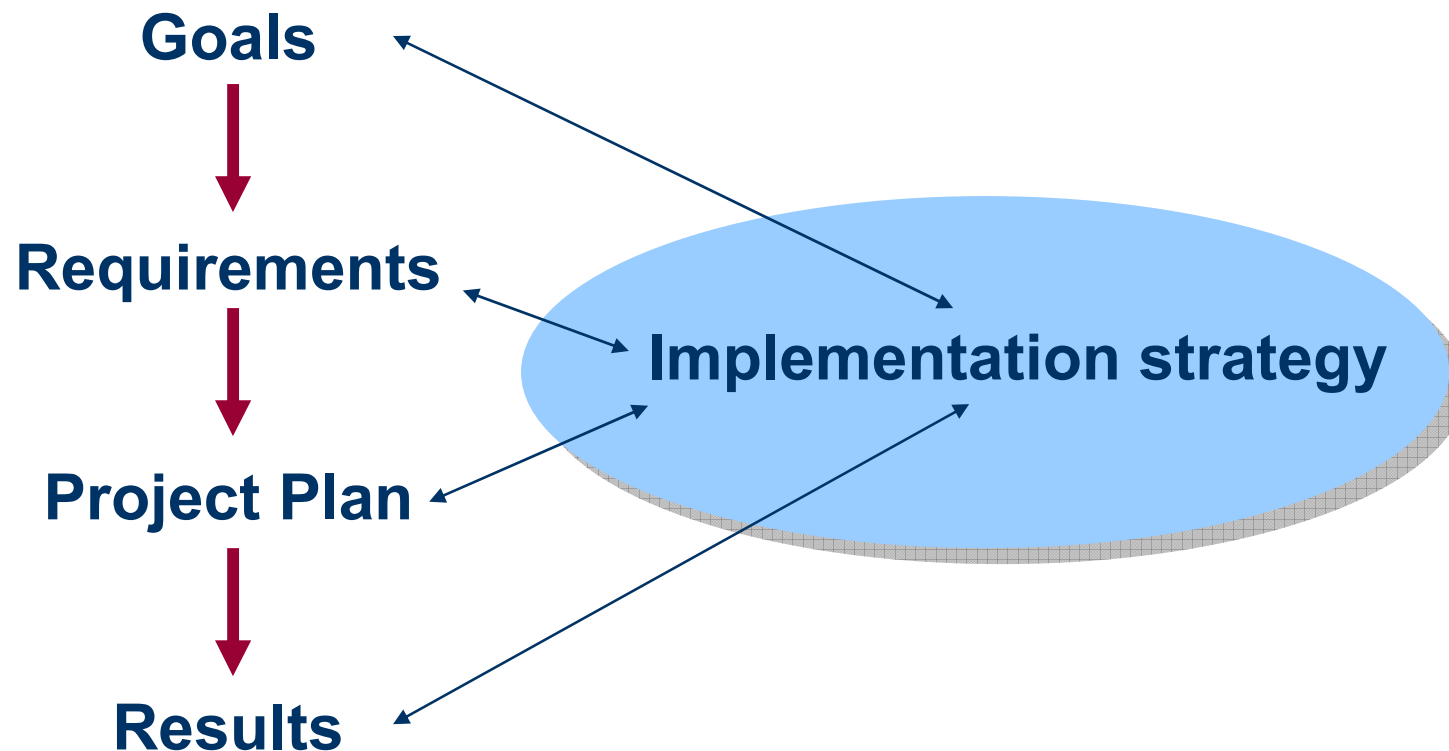 Goals
Requirements
Implementation strategy
Project Plan
Results